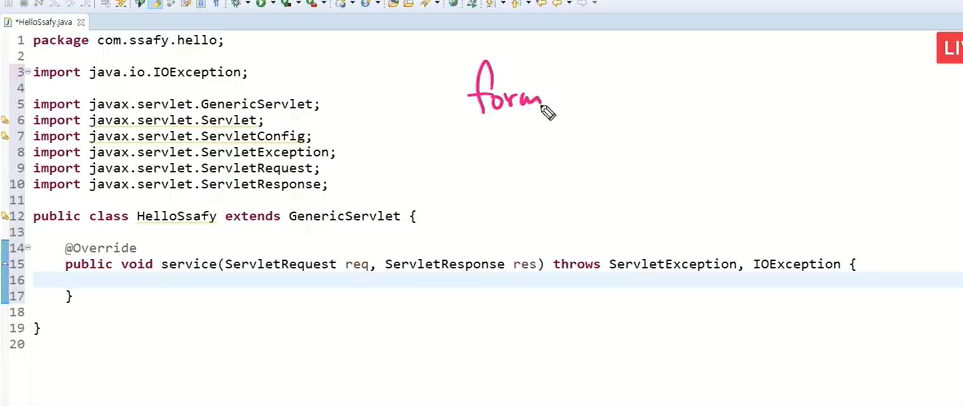 *HelloSsafy.java
1 package com.ssafy.hello;
2
3 import java.io.IOException;
4
5 import javax.servlet.GenericServlet;
6 import javax.servlet.Servlet;
7 import javax.servlet.ServletConfig;
8 import javax.servlet.ServletException;
9 import javax.servlet.ServletRequest;
10 import javax.servlet.ServletResponse;
11
12 public class HelloSsafy extends GenericServlet {
13
14 @Override
15 public void service(ServletRequest req, ServletResponse res) throws ServletException, IOException {
16
17 }
18
19 }
20
form
LI